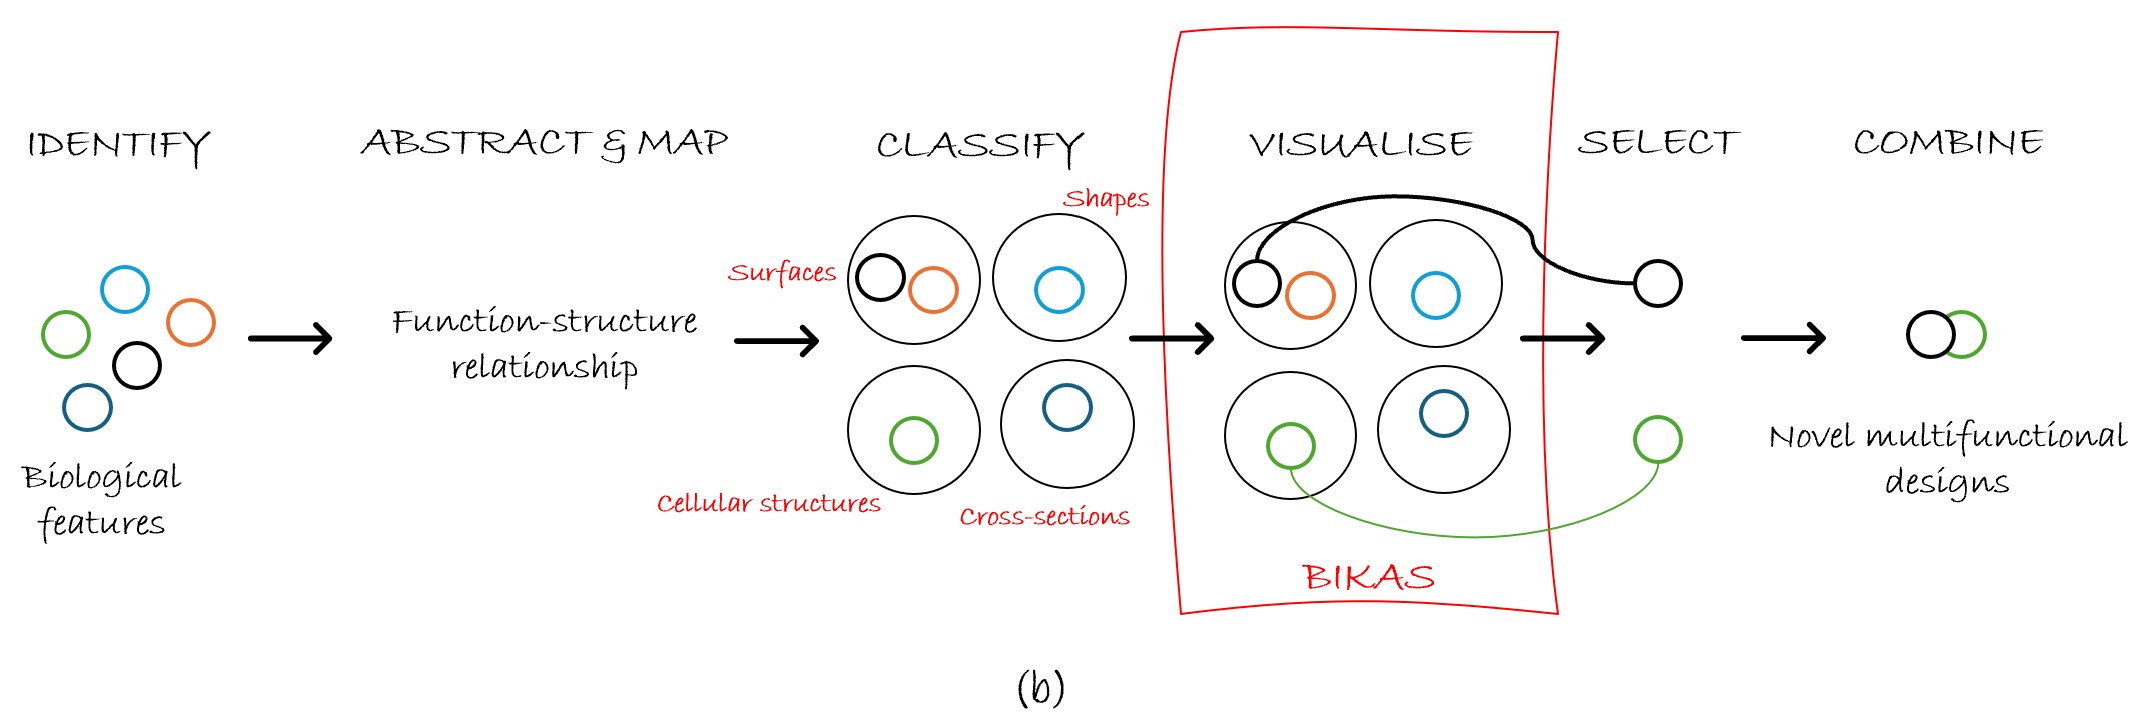 IDENTIFY
ABSTRACT & MAP
CLASSIFY
VISUALISE
SELECT
COMBINE
Shapes
Surfaces
Function-structure
relationship
Biological
features
Cellular structures
Cross-sections
Novel multifunctional
designs
BIKAS
(b)